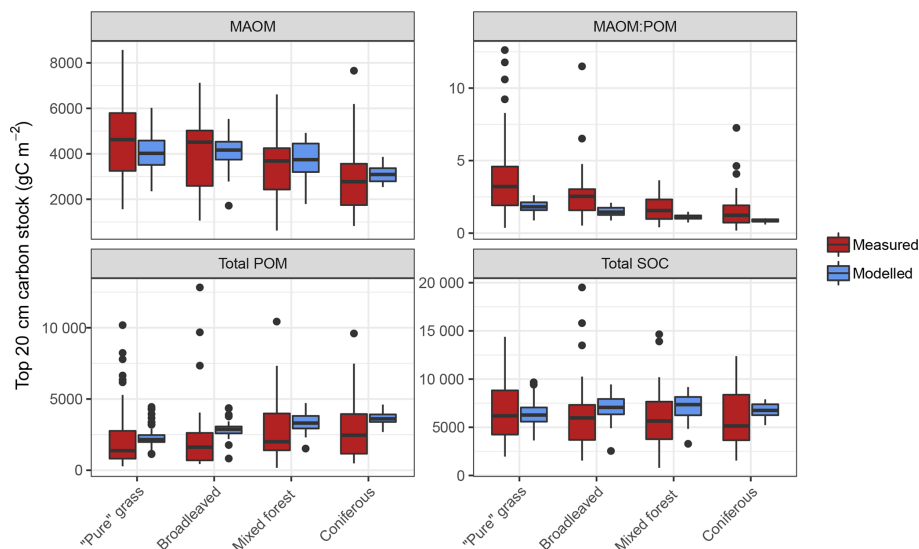 MAOM
MAOM:POM
Top 20 cm carbon stock (gC m⁻²)
8000
6000
4000
2000
10
5
0
Measured
Modelled
Total POM
Total SOC
10 000
5000
0
20 000
15 000
10 000
5000
0
"Pure" grass
Broadleaved
Mixed forest
Coniferous
"Pure" grass
Broadleaved
Mixed forest
Coniferous